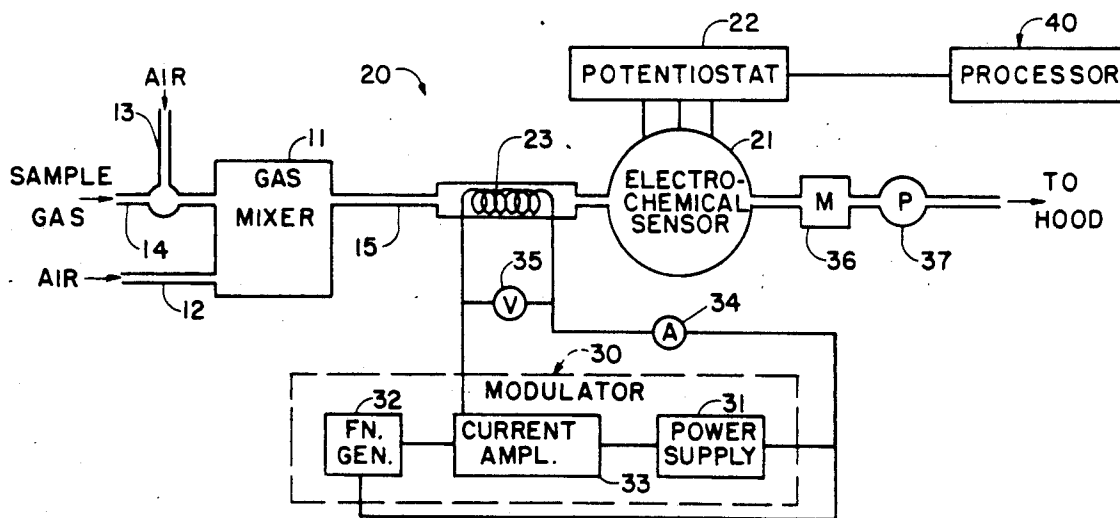 22
40
POTENTIOSTAT
PROCESSOR
20
AIR
13
11
23
21
SAMPLE
GAS
14
GAS
MIXER
15
ELECTRO-
CHEMICAL
SENSOR
M
P
TO
HOOD
36
37
AIR
12
35
V
34
A
30
MODULATOR
32
FN.
GEN.
CURRENT
AMPL.
33
31
POWER
SUPPLY